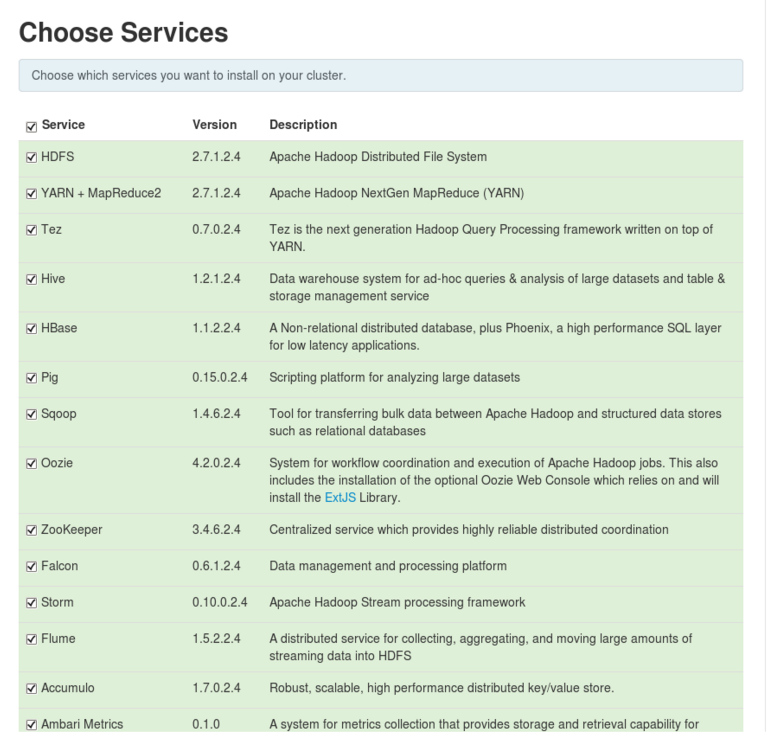 Choose Services
Choose which services you want to install on your cluster.
Service Version Description
HDFS 2.7.1.2.4 Apache Hadoop Distributed File System
YARN + MapReduce2 2.7.1.2.4 Apache Hadoop NextGen MapReduce (YARN)
Tez 0.7.0.2.4 Tez is the next generation Hadoop Query Processing framework written on top of
YARN.
Hive 1.2.1.2.4 Data warehouse system for ad-hoc queries & analysis of large datasets and table &
storage management service
HBase 1.1.2.2.4 A Non-relational distributed database, plus Phoenix, a high performance SQL layer
for low latency applications.
Pig 0.15.0.2.4 Scripting platform for analyzing large datasets
Sqoop 1.4.6.2.4 Tool for transferring bulk data between Apache Hadoop and structured data stores
such as relational databases
Oozie 4.2.0.2.4 System for workflow coordination and execution of Apache Hadoop jobs. This also
includes the installation of the optional Oozie Web Console which relies on and will
install the ExtJS Library.
ZooKeeper 3.4.6.2.4 Centralized service which provides highly reliable distributed coordination
Falcon 0.6.1.2.4 Data management and processing platform
Storm 0.10.0.2.4 Apache Hadoop Stream processing framework
Flume 1.5.2.2.4 A distributed service for collecting, aggregating, and moving large amounts of
streaming data into HDFS
Accumulo 1.7.0.2.4 Robust, scalable, high performance distributed key/value store.
Ambari Metrics 0.1.0 A system for metrics collection that provides storage and retrieval capability for